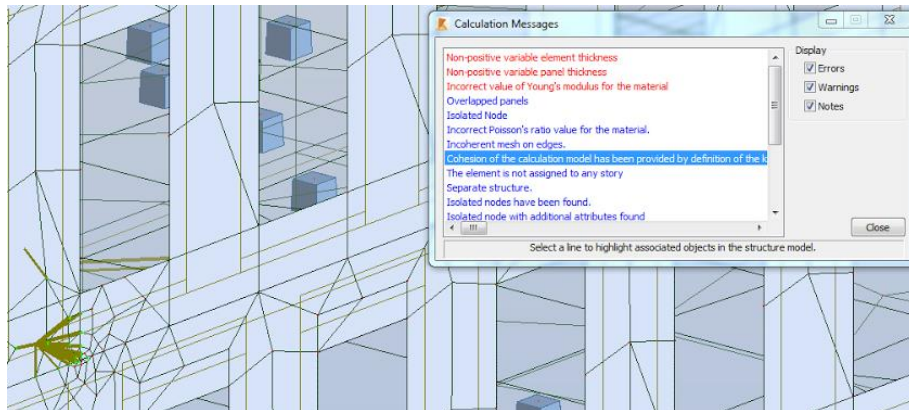 Calculation Messages
Display
Non-positive variable element thickness
Non-positive variable panel thickness
Incorrect value of Young's modulus for the material
Overlapped panels
Isolated Node
Incorrect Poisson's ratio value for the material.
Incoherent mesh on edges.
Cohesion of the calculation model has been provided by definition of the k
The element is not assigned to any story
Separate structure.
Isolated nodes have been found.
Isolated node with additional attributes found
Errors
Warnings
Notes
Close
Select a line to highlight associated objects in the structure model.